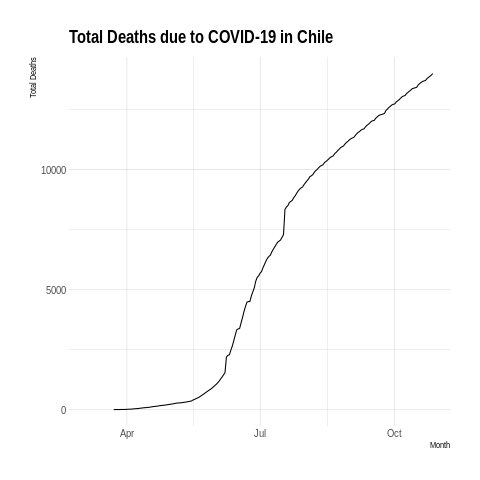 Total Deaths due to COVID-19 in Chile
Total Deaths
10000
5000
0
Apr
Jul
Oct
Month